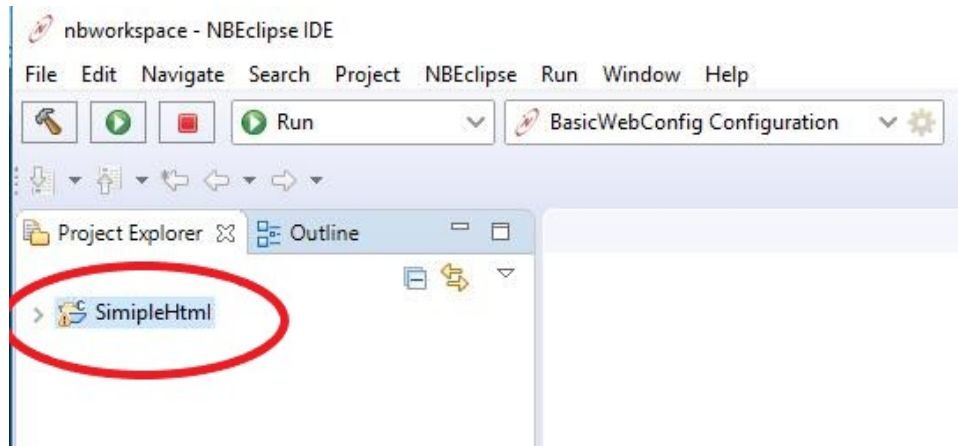 nbworkspace - NBEclipse IDE
File Edit Navigate Search Project NBEclipse Run Window Help
Run BasicWebConfig Configuration
Project Explorer Outline
SimipleHtml